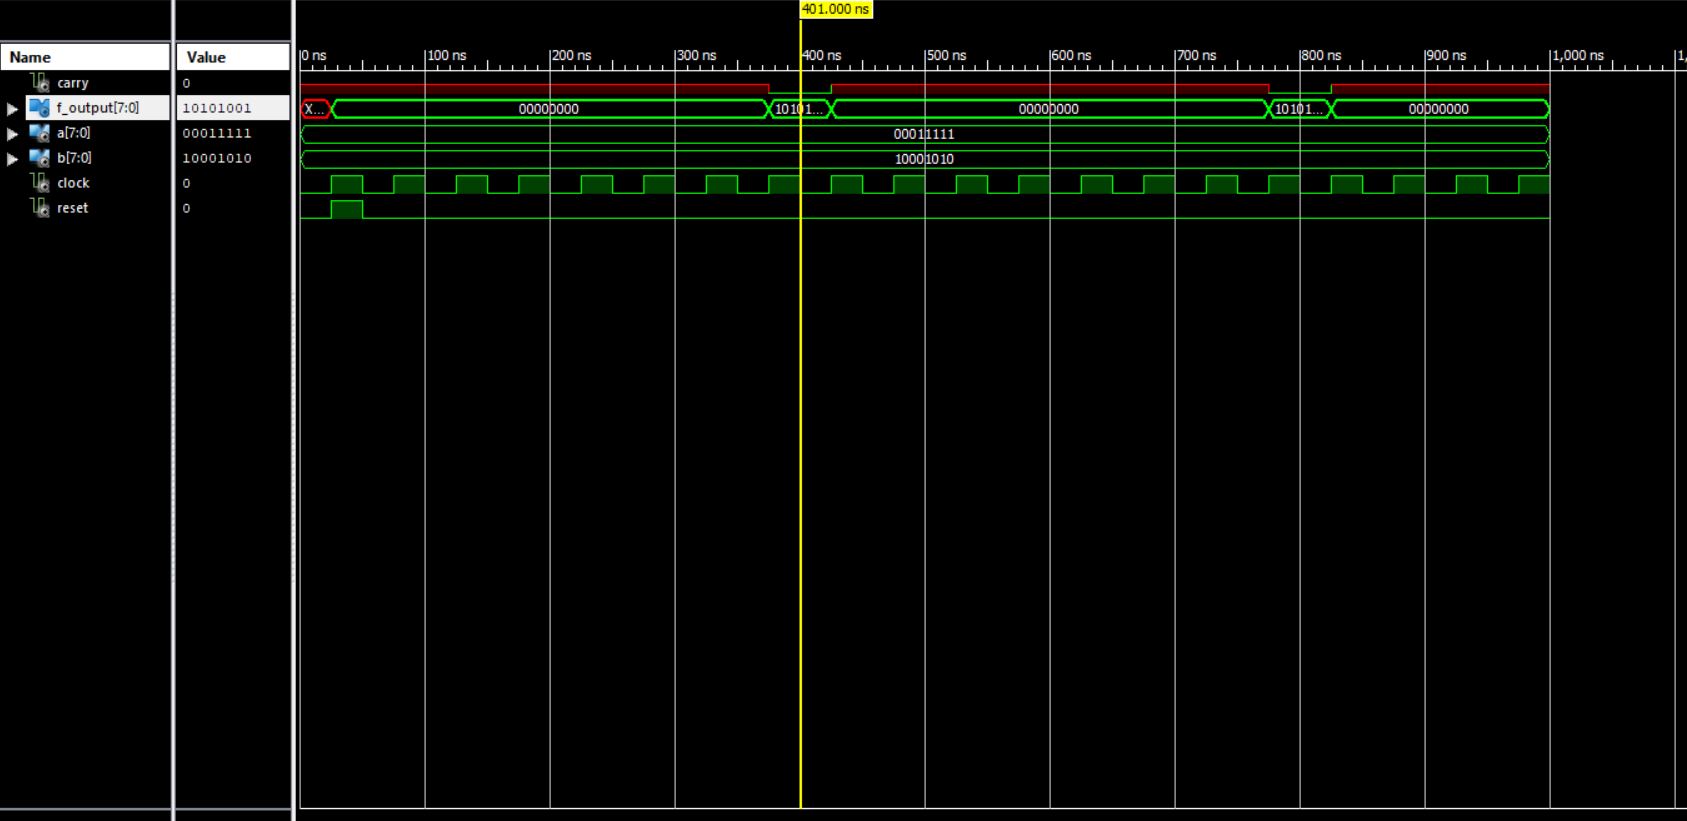 401.000 ns
Name Value 0 ns 100 ns 200 ns 300 ns 400 ns 500 ns 600 ns 700 ns 800 ns 900 ns 1,000 ns 1,
carry 0
f_output[7:0] 10101001 X... 00000000 10101... 00000000 10101... 00000000
a[7:0] 00011111 00011111
b[7:0] 10001010 10001010
clock 0
reset 0